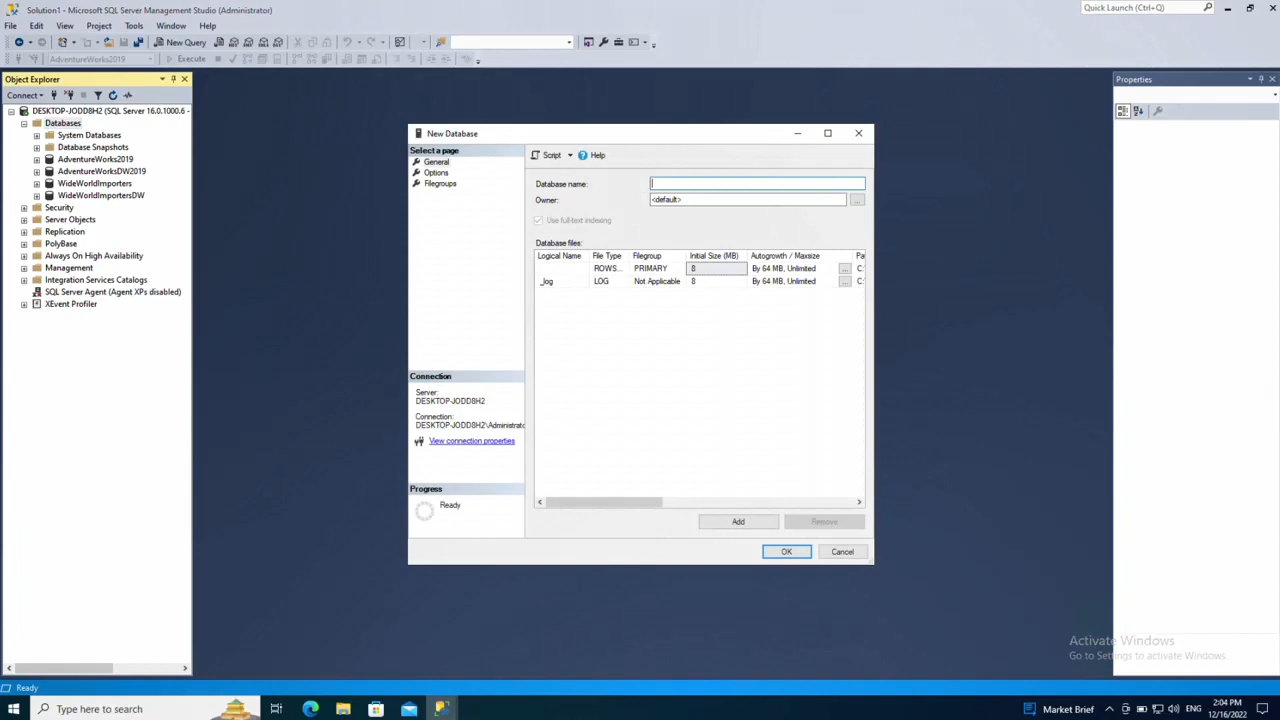 Solution1 - Microsoft SQL Server Management Studio (Administrator)
Quick Launch (Ctrl+Q)
File Edit View Project Tools Window Help
New Query
AdventureWorks2019
Execute
Object Explorer
Properties
Connect
DESKTOP-JODD8H2 (SQL Server 16.0.1000.6 -
Databases
System Databases
Database Snapshots
AdventureWorks2019
AdventureWorksDW2019
WideWorldImporters
WideWorldImportersDW
Security
Server Objects
Replication
PolyBase
Always On High Availability
Management
Integration Services Catalogs
SQL Server Agent (Agent XPs disabled)
XEvent Profiler
New Database
Select a page
General
Options
Filegroups
Script Help
Database name:
Owner: <default> ...
Use full-text indexing
Database files:
Logical Name File Type Filegroup Initial Size (MB) Autogrowth / Maxsize Pa
ROWS... PRIMARY 8 By 64 MB, Unlimited ... C:
_log LOG Not Applicable 8 By 64 MB, Unlimited ... C:
Connection
Server:
DESKTOP-JODD8H2
Connection:
DESKTOP-JODD8H2\Administrato
View connection properties
Progress
Ready
Add Remove
OK Cancel
Activate Windows
Go to Settings to activate Windows.
Ready
Type here to search
Market Brief
ENG
2:04 PM
12/16/2022